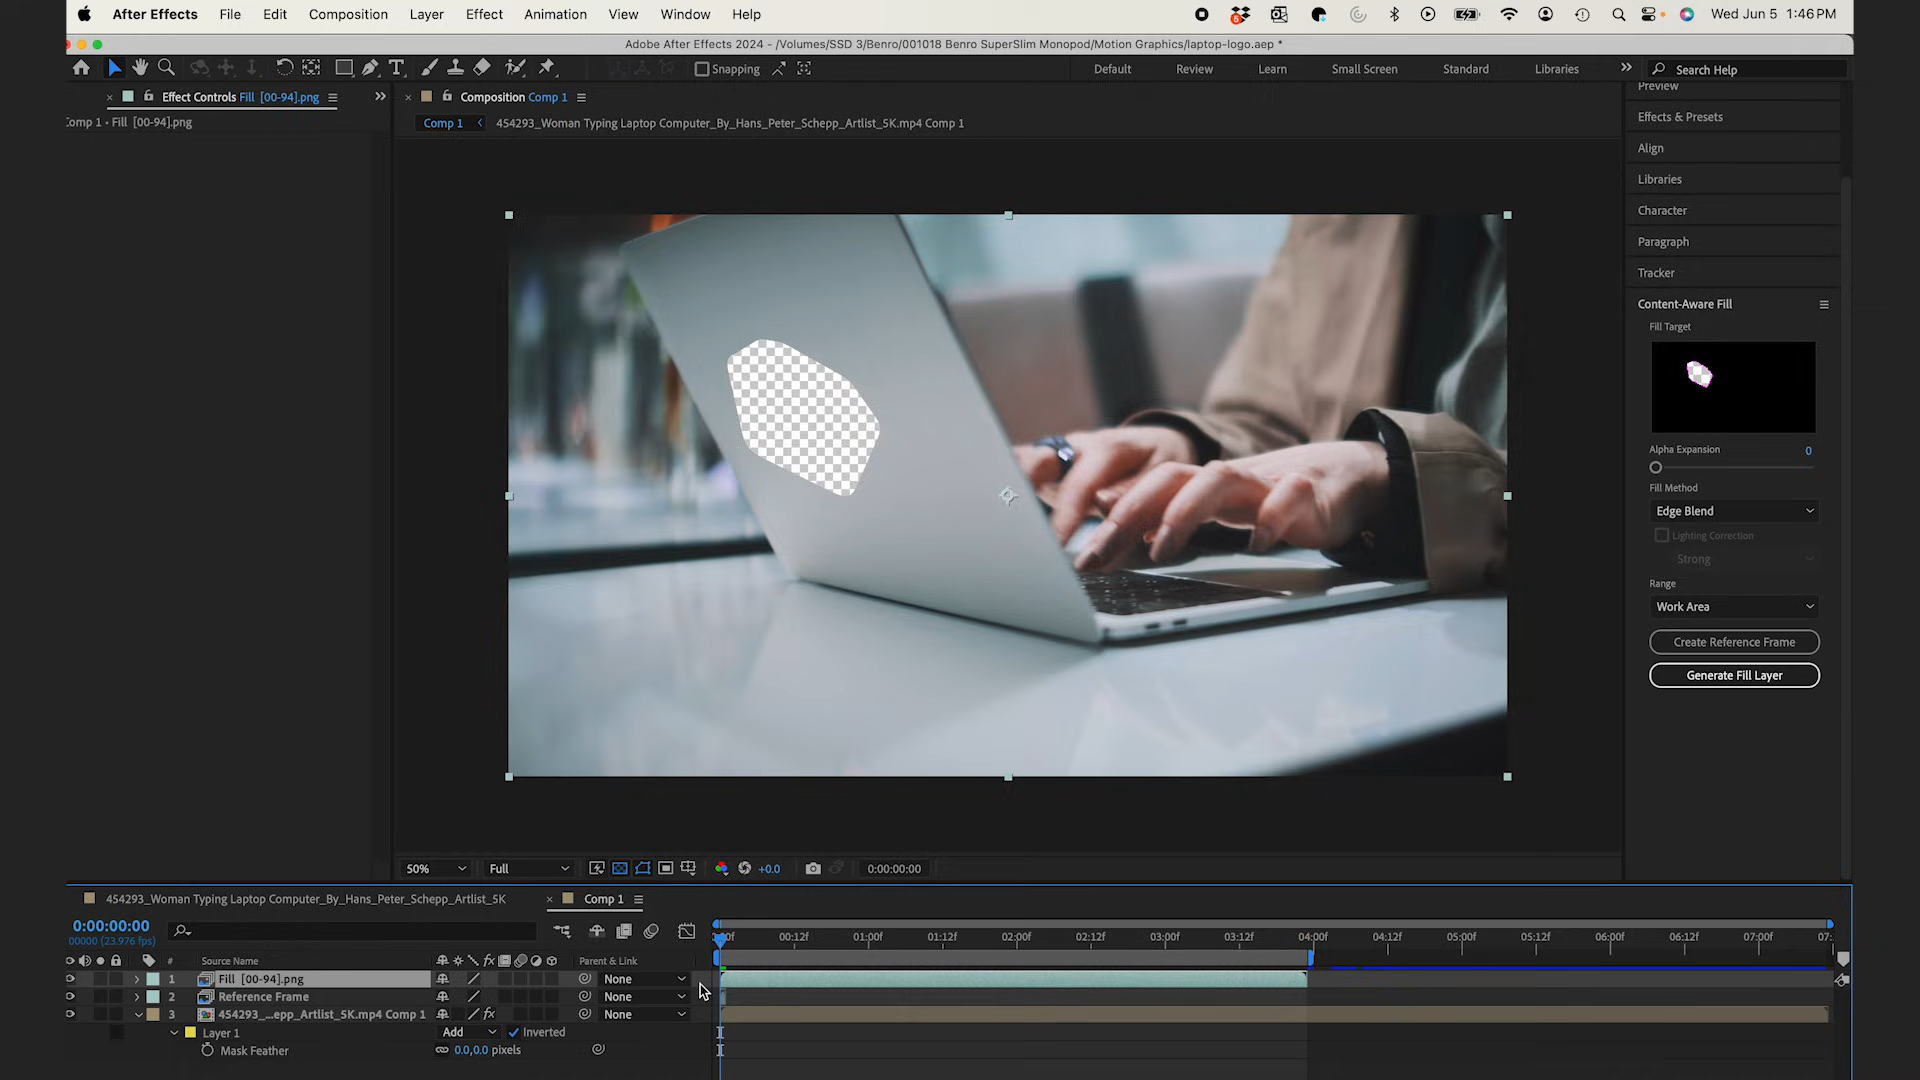 After Effects File Edit Composition Layer Effect Animation View Window Help
5
Wed Jun 5 1:46 PM
Adobe After Effects 2024 - /Volumes/SSD 3/Benro/001018 Benro SuperSlim Monopod/Motion Graphics/laptop-logo.aep *
Snapping
Default Review Learn Small Screen Standard Libraries
Search Help
Effect Controls Fill [00-94].png
Composition Comp 1
Comp 1 • Fill [00-94].png
Comp 1 454293_Woman Typing Laptop Computer_By_Hans_Peter_Schepp_Artlist_5K.mp4 Comp 1
Preview
Effects & Presets
Align
Libraries
Character
Paragraph
Tracker
Content-Aware Fill
Fill Target
Alpha Expansion 0
Fill Method
Edge Blend
Lighting Correction
Strong
Range
Work Area
Create Reference Frame
Generate Fill Layer
50% Full +0.0 0:00:00:00
454293_Woman Typing Laptop Computer_By_Hans_Peter_Schepp_Artlist_5K Comp 1
0:00:00:00
00000 (23.976 fps)
00f 00:12f 01:00f 01:12f 02:00f 02:12f 03:00f 03:12f 04:00f 04:12f 05:00f 05:12f 06:00f 06:12f 07:00f 07:
# Source Name fx Parent & Link
1 Fill [00-94].png None
2 Reference Frame None
3 454293_...epp_Artlist_5K.mp4 Comp 1 fx None
Layer 1 Add Inverted
Mask Feather 0.0,0.0 pixels